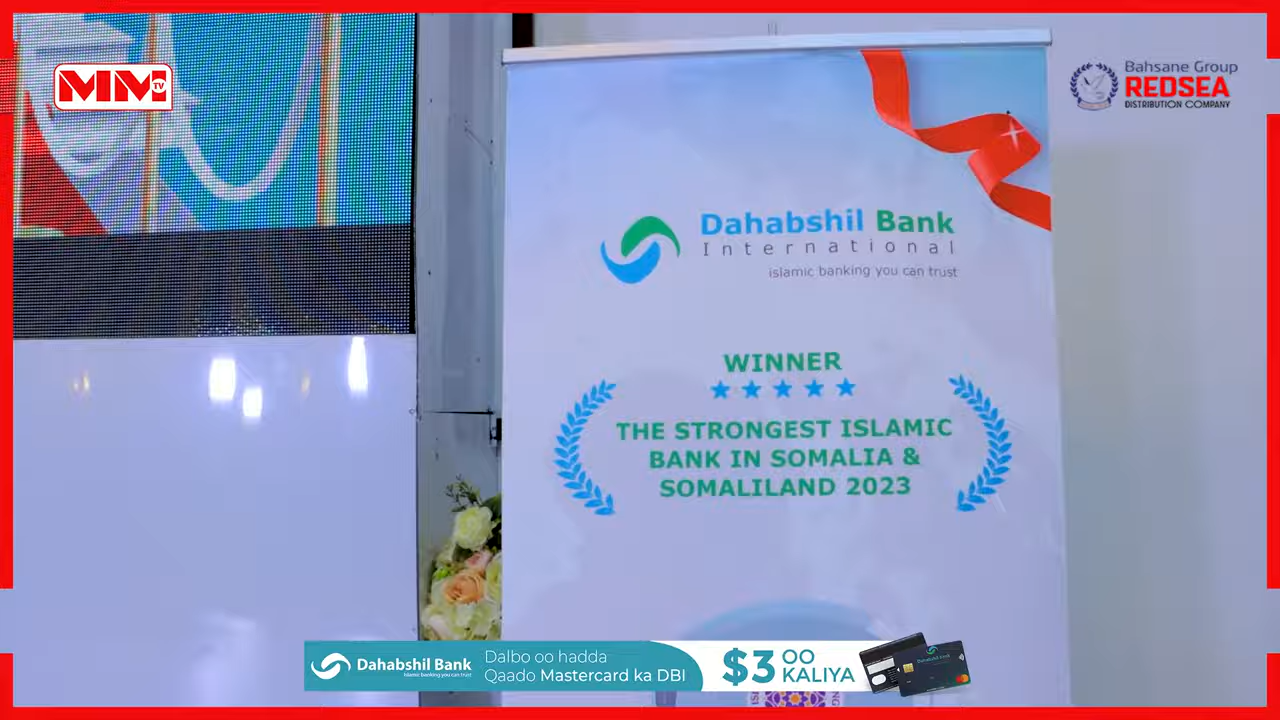 MM TV
Bahsane Group
REDSEA
DISTRIBUTION COMPANY
Dahabshil Bank
International
islamic banking you can trust
WINNER
THE STRONGEST ISLAMIC
BANK IN SOMALIA &
SOMALILAND 2023
Dahabshil Bank
Islamic banking you can trust
Dalbo oo hadda
Qaado Mastercard ka DBI
$3 OO
KALIYA
Dahabshil Bank